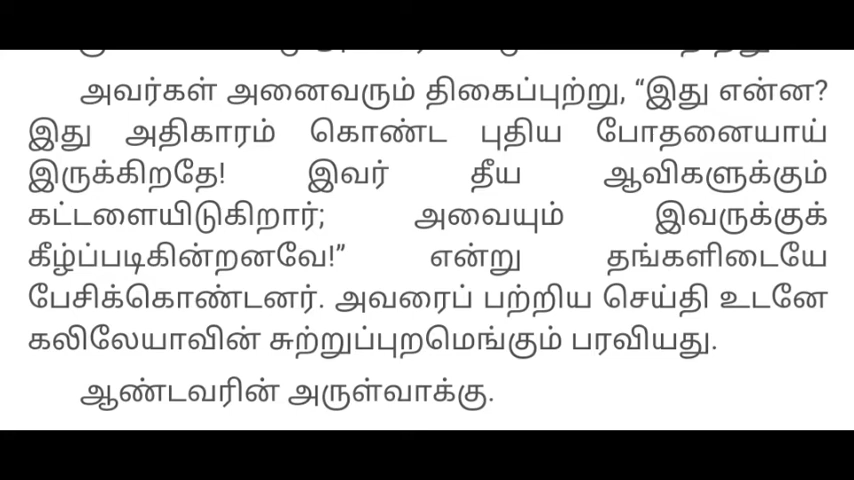 அவர்கள் அனைவரும் திகைப்புற்று, “இது என்ன?
இது அதிகாரம் கொண்ட புதிய போதனையாய்
இருக்கிறதே! இவர் தீய ஆவிகளுக்கும்
கட்டளையிடுகிறார்; அவையும் இவருக்குக்
கீழ்ப்படிகின்றனவே!” என்று தங்களிடையே
பேசிக்கொண்டனர். அவரைப் பற்றிய செய்தி உடனே
கலிலேயாவின் சுற்றுப்புறமெங்கும் பரவியது.
ஆண்டவரின் அருள்வாக்கு.